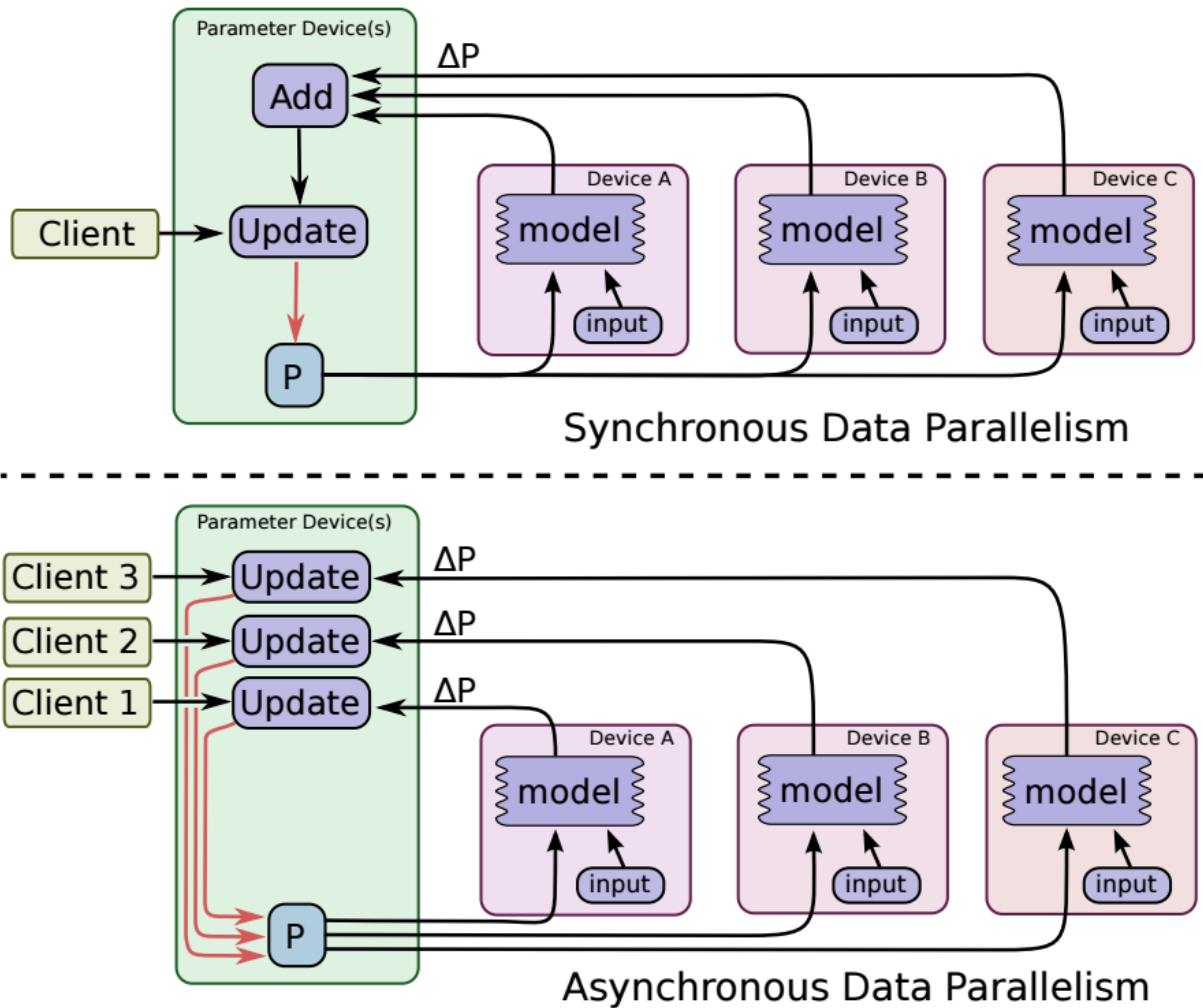 Parameter Device(s)
ΔP
Add
Device A
Device B
Device C
Client
Update
model
model
model
input
input
input
P
Synchronous Data Parallelism
Parameter Device(s)
Client 3
Update
ΔP
Client 2
Update
ΔP
Client 1
Update
ΔP
Device A
Device B
Device C
model
model
model
input
input
input
P
Asynchronous Data Parallelism